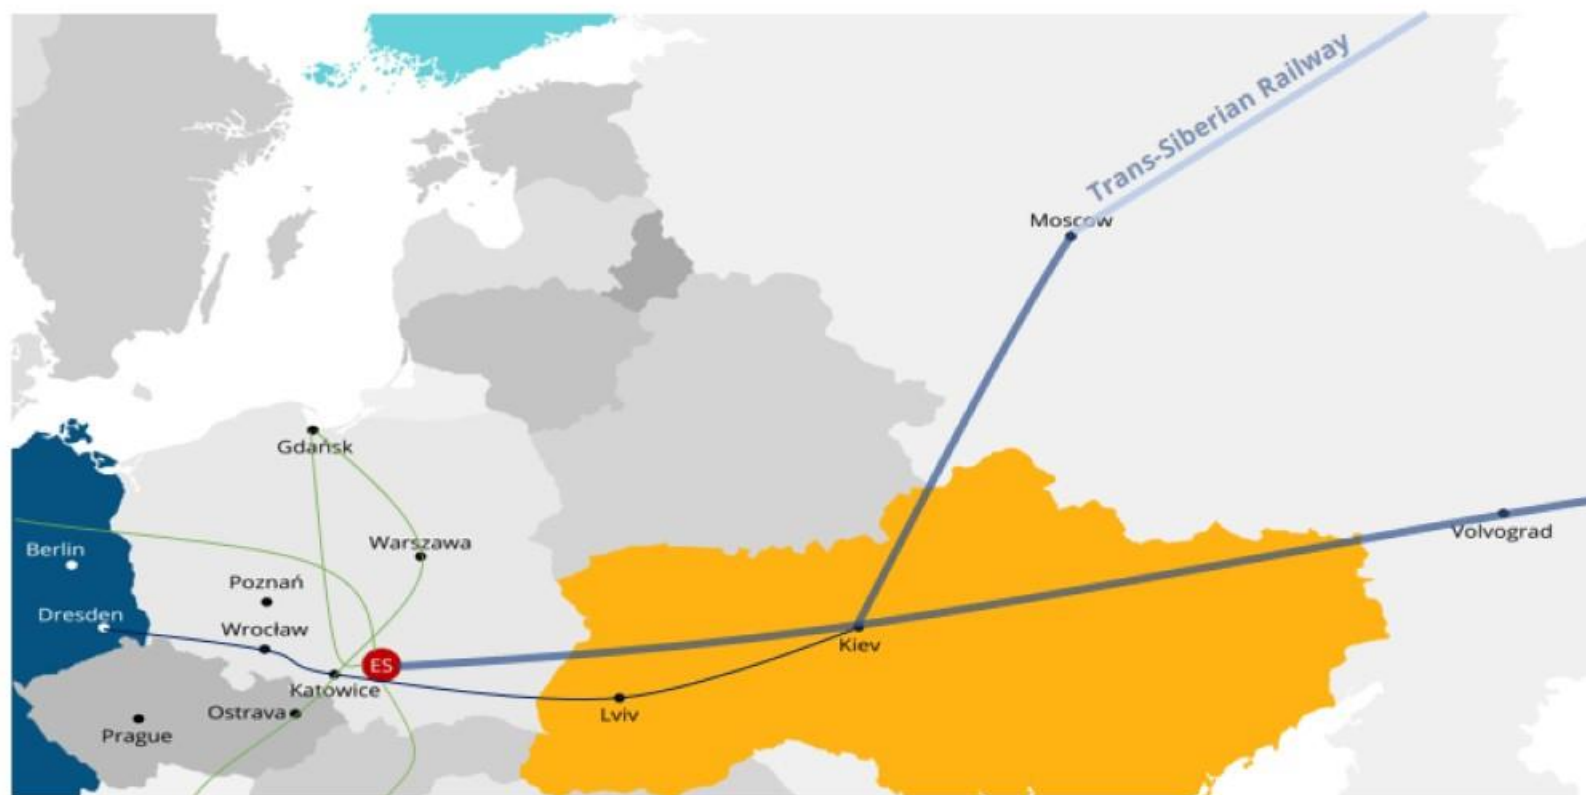 Trans-Siberian Railway
Moscow
Gdańsk
Volvograd
Warszawa
Berlin
Poznań
Dresden
Wrocław
Kiev
ES
Katowice
Ostrava
Lviv
Prague